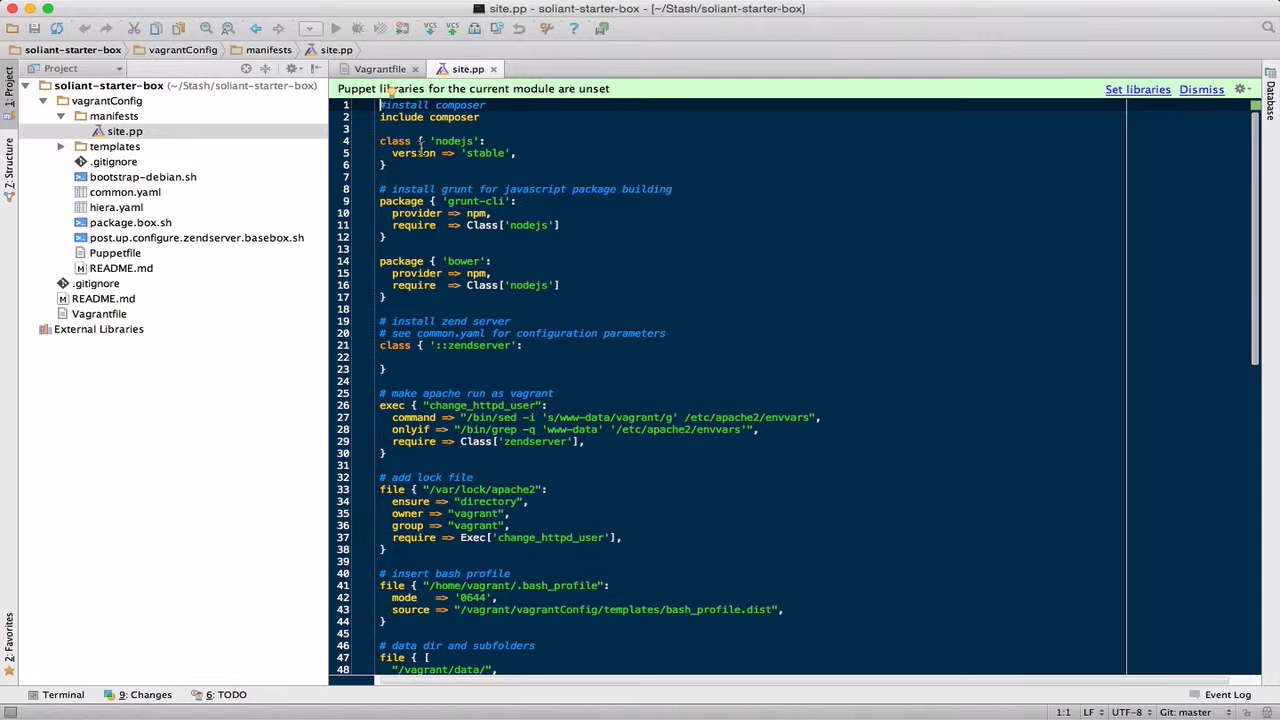 site.pp - soliant-starter-box - [~/Stash/soliant-starter-box]
VCS VCS
soliant-starter-box vagrantConfig manifests site.pp
Project
Vagrantfile site.pp
Puppet libraries for the current module are unset
Set libraries Dismiss
1: Project
Z: Structure
2: Favorites
Database
soliant-starter-box (~/Stash/soliant-starter-box)
vagrantConfig
manifests
site.pp
templates
.gitignore
bootstrap-debian.sh
common.yaml
hiera.yaml
package.box.sh
post.up.configure.zendserver.basebox.sh
Puppetfile
README.md
.gitignore
README.md
Vagrantfile
External Libraries
1 #install composer
2 include composer
3
4 class { 'nodejs':
5 version => 'stable',
6 }
7
8 # install grunt for javascript package building
9 package { 'grunt-cli':
10 provider => npm,
11 require => Class['nodejs']
12 }
13
14 package { 'bower':
15 provider => npm,
16 require => Class['nodejs']
17 }
18
19 # install zend server
20 # see common.yaml for configuration parameters
21 class { '::zendserver':
22
23 }
24
25 # make apache run as vagrant
26 exec { "change_httpd_user":
27 command => "/bin/sed -i 's/www-data/vagrant/g' /etc/apache2/envvars",
28 onlyif => "/bin/grep -q 'www-data' '/etc/apache2/envvars'",
29 require => Class['zendserver'],
30 }
31
32 # add lock file
33 file { "/var/lock/apache2":
34 ensure => "directory",
35 owner => "vagrant",
36 group => "vagrant",
37 require => Exec['change_httpd_user'],
38 }
39
40 # insert bash profile
41 file { "/home/vagrant/.bash_profile":
42 mode => '0644',
43 source => "/vagrant/vagrantConfig/templates/bash_profile.dist",
44 }
45
46 # data dir and subfolders
47 file { [
48 "/vagrant/data/",
Terminal 9: Changes 6: TODO Event Log
1:1 LF UTF-8 Git: master